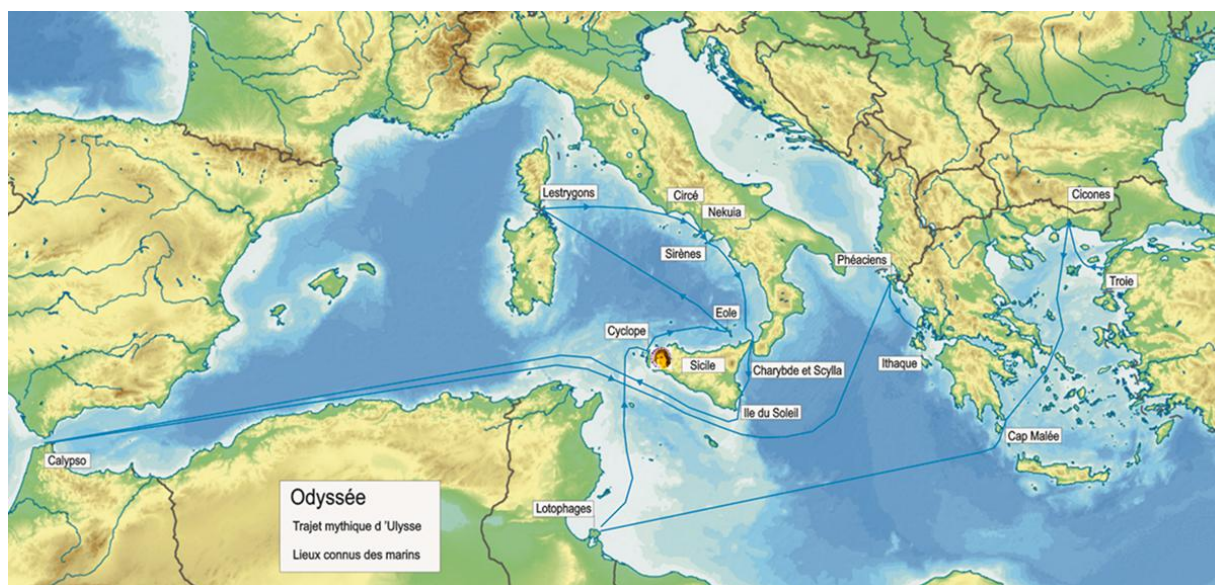 Lestrygons
Circé
Cicones
Nekuia
Sirènes
Phéaciens
Troie
Eole
Cyclope
Sicile
Ithaque
Charybde et Scylla
Ile du Soleil
Cap Malée
Calypso
Odyssée
Lotophages
Trajet mythique d 'Ulysse
Lieux connus des marins